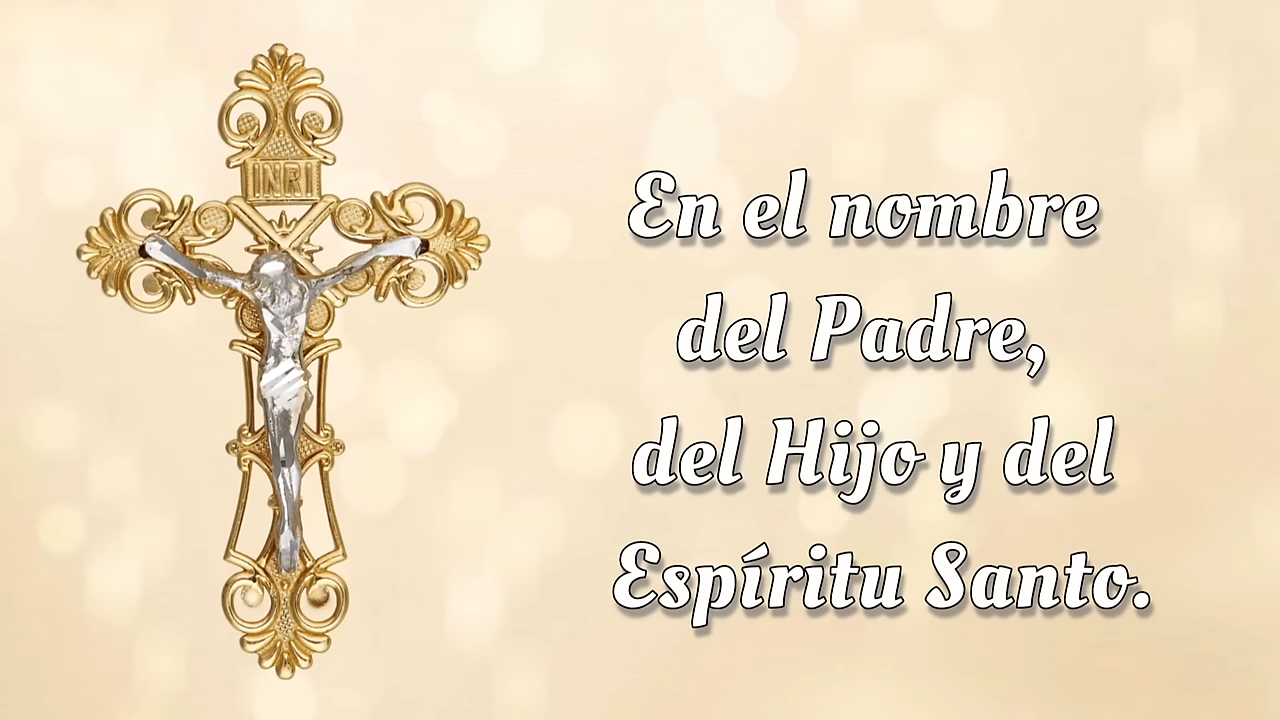 INRI
En el nombre
del Padre,
del Hijo y del
Espíritu Santo.